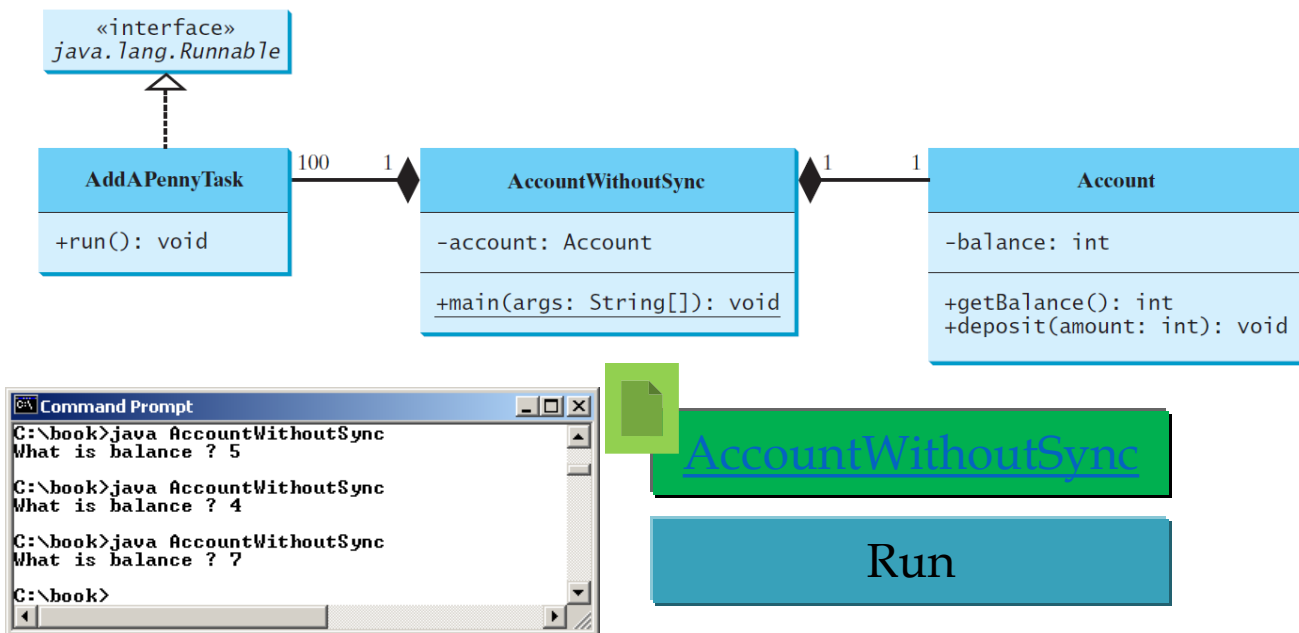 «interface»
java.lang.Runnable
AddAPennyTask
+run(): void
100
1
AccountWithoutSync
-account: Account
+main(args: String[]): void
1
1
Account
-balance: int
+getBalance(): int
+deposit(amount: int): void
Command Prompt
C:\book>java AccountWithoutSync
What is balance ? 5
C:\book>java AccountWithoutSync
What is balance ? 4
C:\book>java AccountWithoutSync
What is balance ? 7
C:\book>
AccountWithoutSync
Run